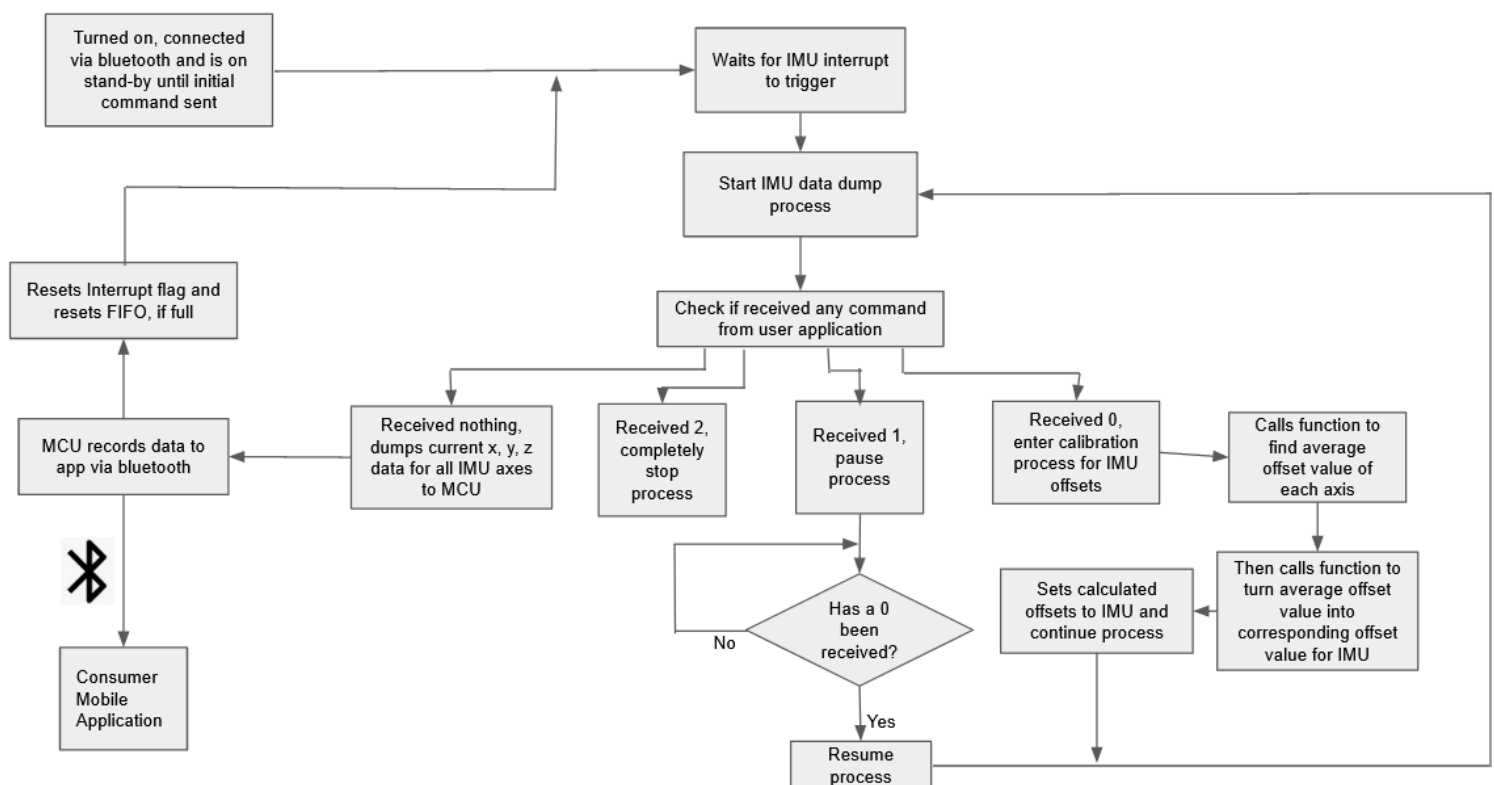 Turned on, connected
via bluetooth and is on
stand-by until initial
command sent
Waits for IMU interrupt
to trigger
Start IMU data dump
process
Resets Interrupt flag and
resets FIFO, if full
Check if received any command
from user application
MCU records data to
app via bluetooth
Received nothing,
dumps current x, y, z
data for all IMU axes
to MCU
Received 2,
completely
stop
process
Received 1,
pause
process
Received 0,
enter calibration
process for IMU
offsets
Calls function to
find average
offset value of
each axis
Then calls function to
turn average offset
value into
corresponding offset
value for IMU
Sets calculated
offsets to IMU and
continue process
Has a 0
been
received?
No
Yes
Consumer
Mobile
Application
Resume
process